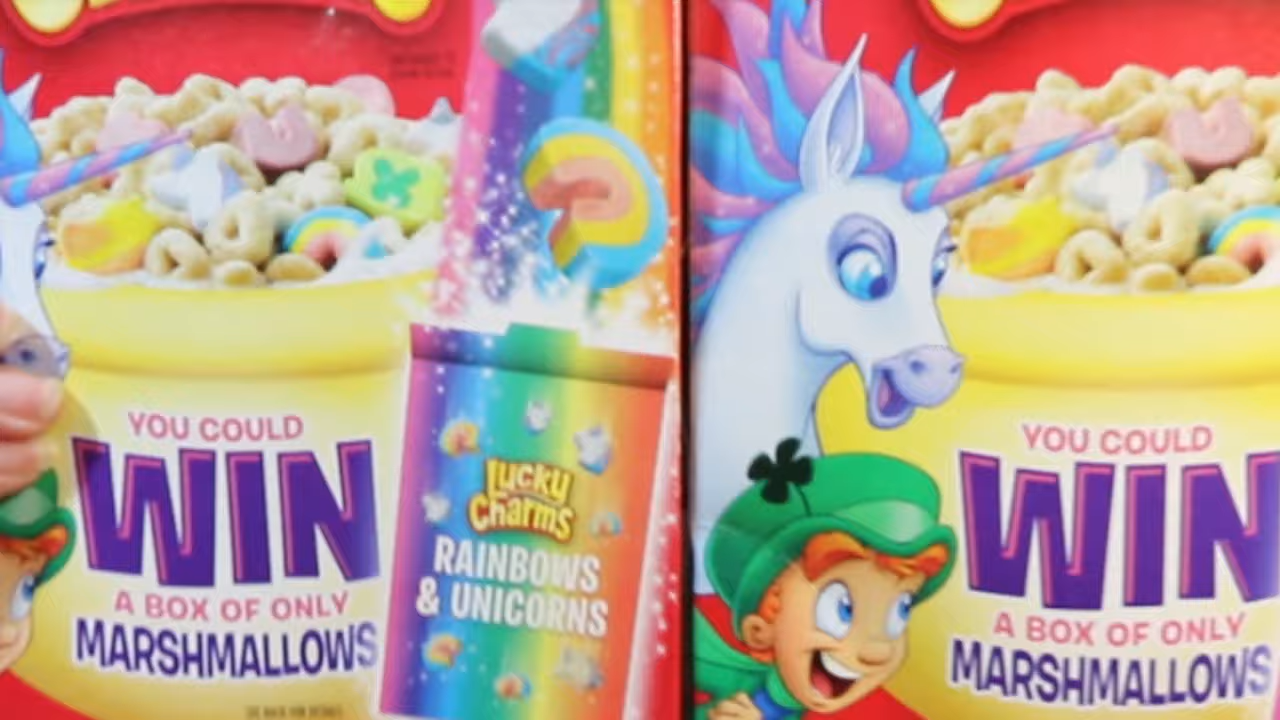 YOU COULD
WIN
A BOX OF ONLY
MARSHMALLOWS
Lucky
Charms
RAINBOWS
& UNICORNS
YOU COULD
WIN
A BOX OF ONLY
MARSHMALLOWS